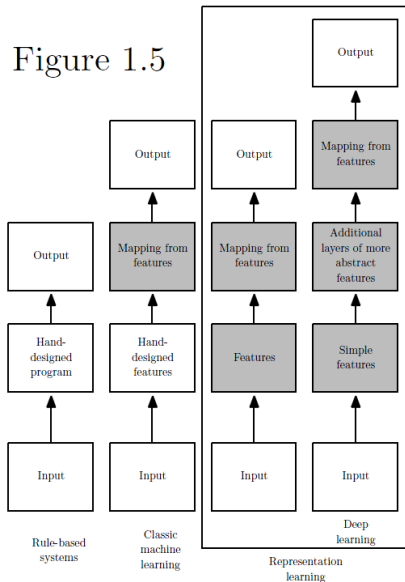 Figure 1.5
Output
Mapping from
features
Output
Output
Mapping from
features
Mapping from
features
Additional
layers of more
abstract
features
Output
Hand-
designed
program
Hand-
designed
features
Features
Simple
features
Input
Input
Input
Input
Rule-based
systems
Classic
machine
learning
Representation
learning
Deep
learning